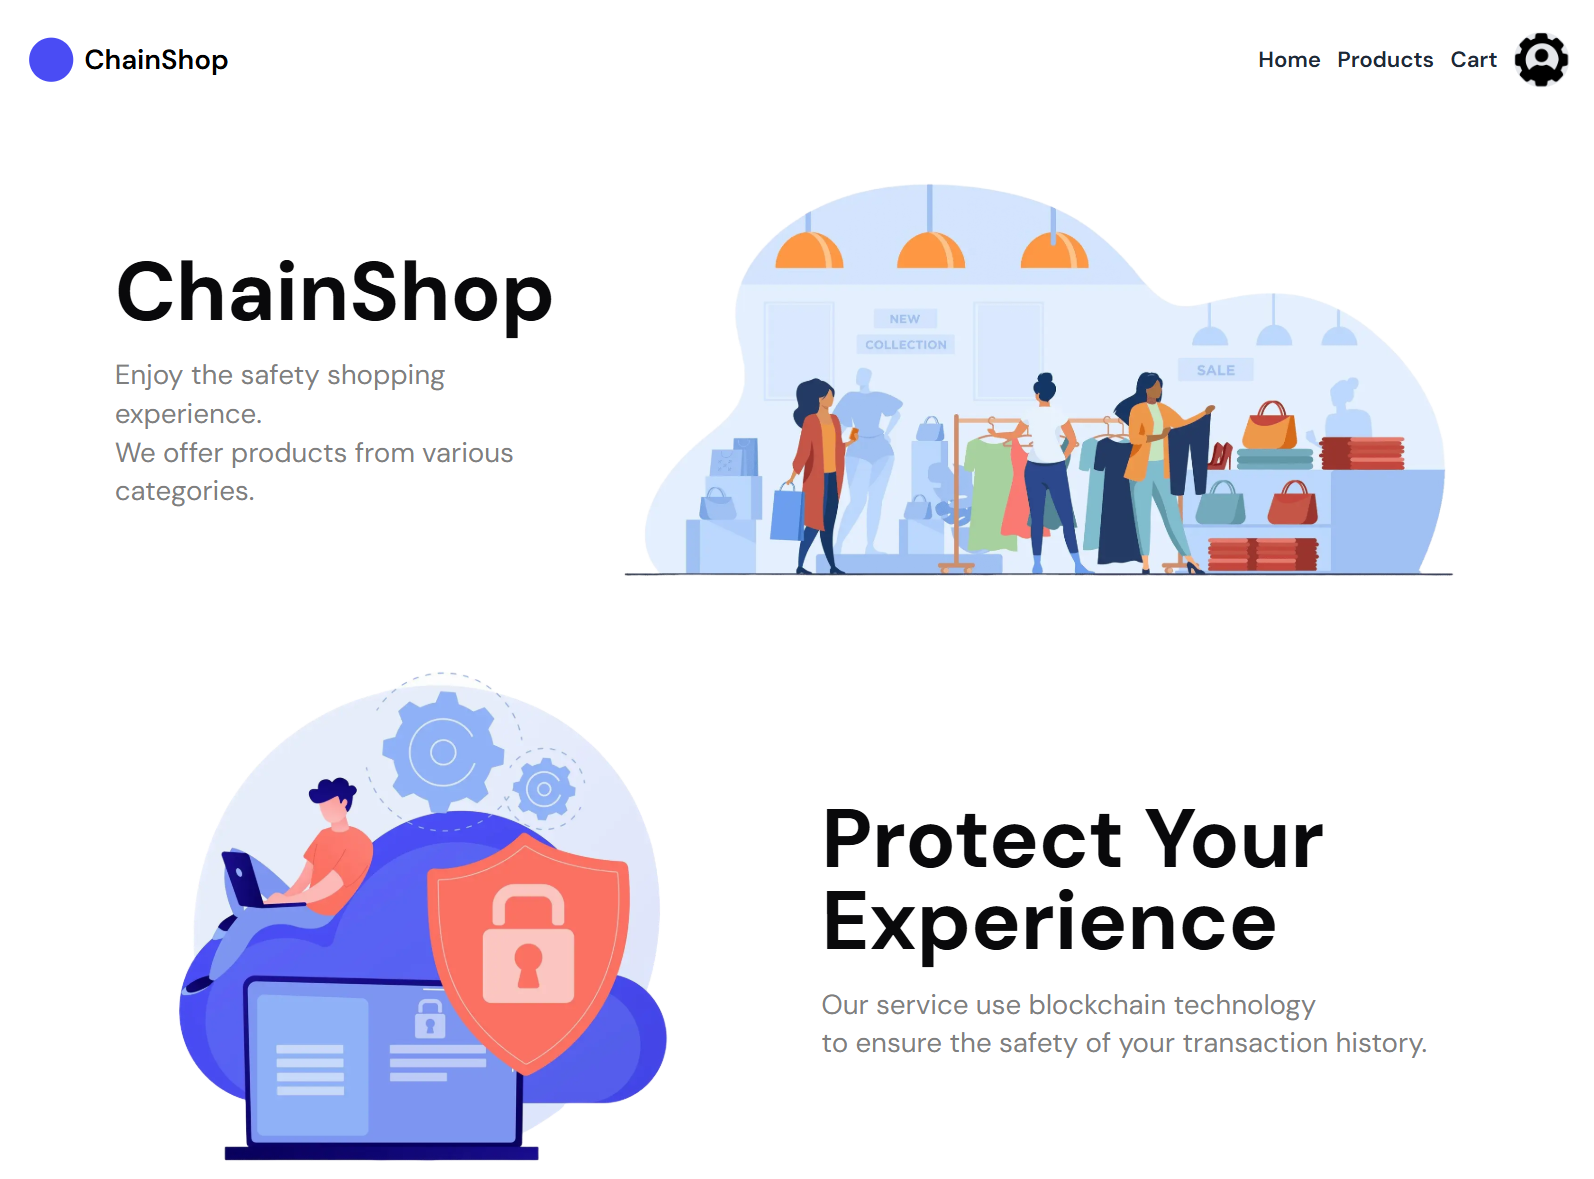 ChainShop
Home Products Cart
ChainShop
Enjoy the safety shopping
experience.
We offer products from various
categories.
NEW
COLLECTION
SALE
Protect Your
Experience
Our service use blockchain technology
to ensure the safety of your transaction history.